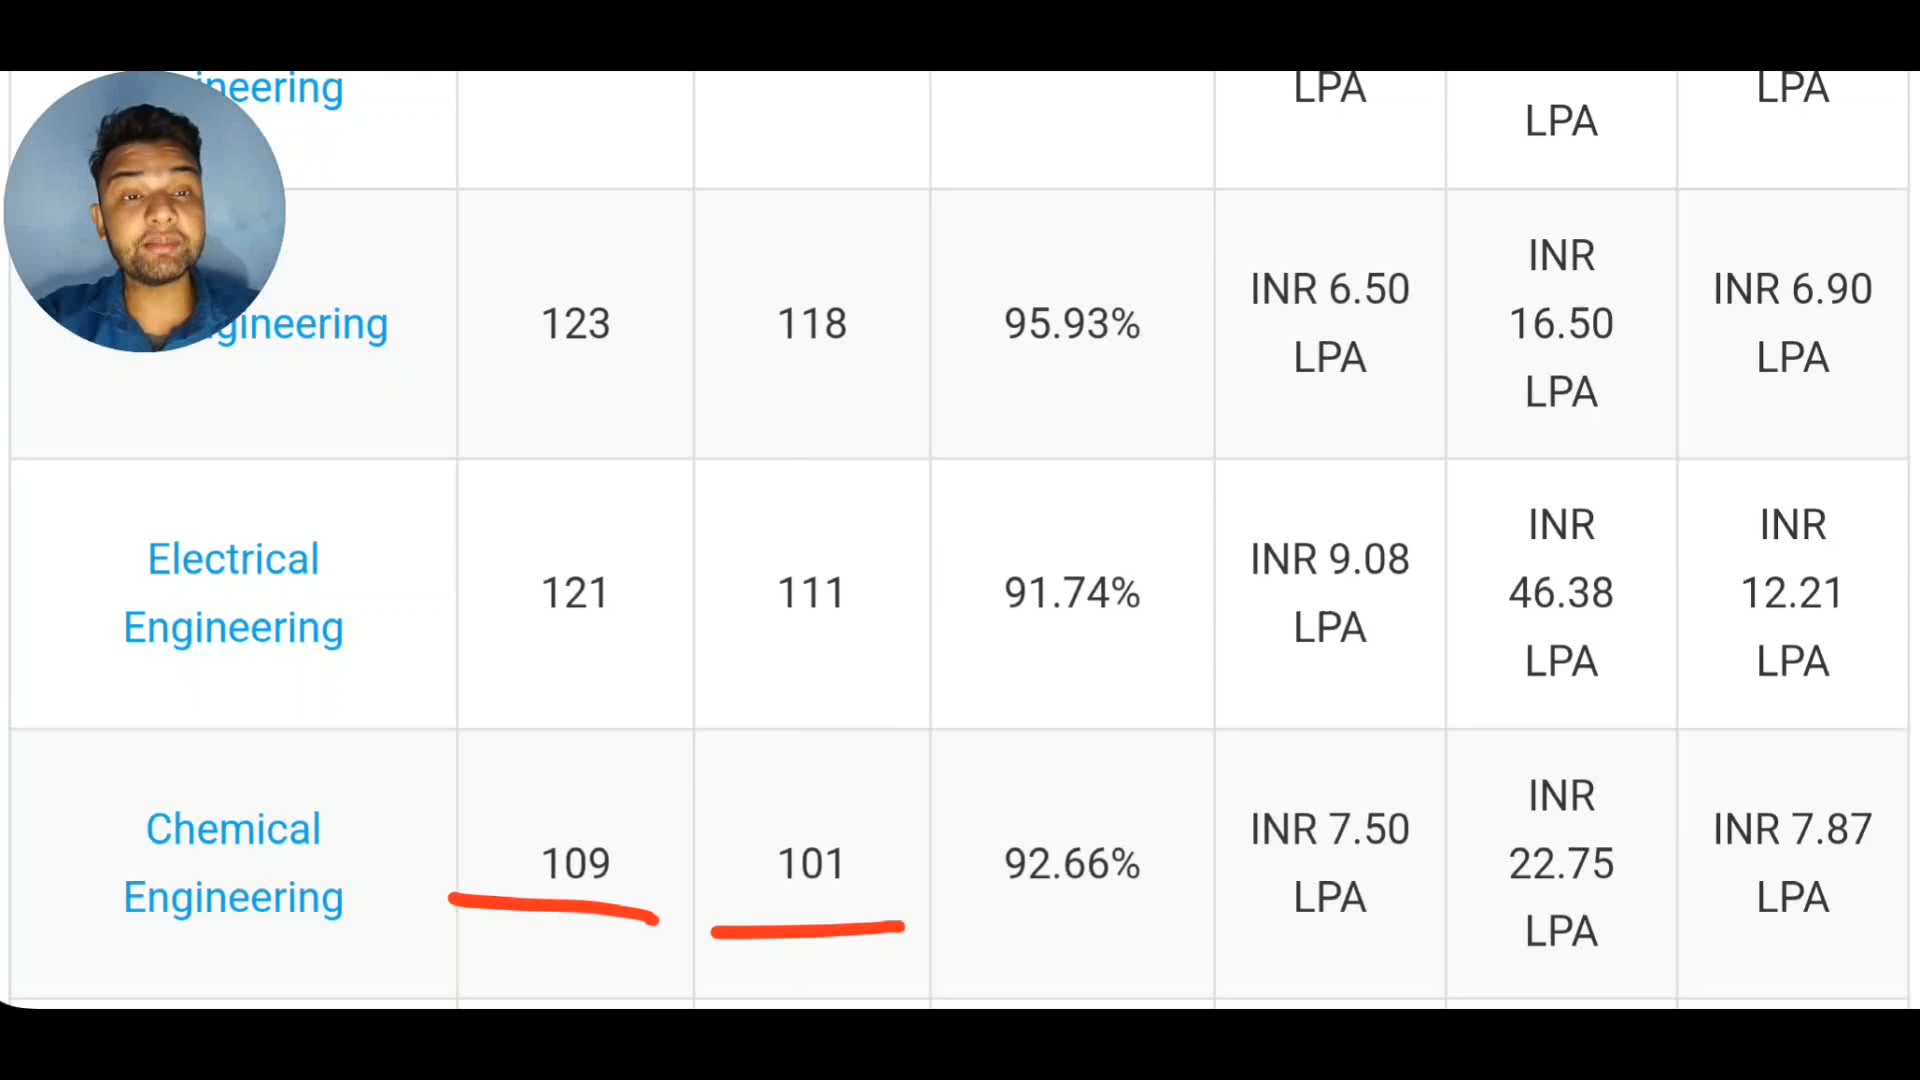 LPA
LPA
LPA
123
118
95.93%
INR 6.50
LPA
INR
16.50
LPA
INR 6.90
LPA
Electrical
Engineering
121
111
91.74%
INR 9.08
LPA
INR
46.38
LPA
INR
12.21
LPA
Chemical
Engineering
109
101
92.66%
INR 7.50
LPA
INR
22.75
LPA
INR 7.87
LPA